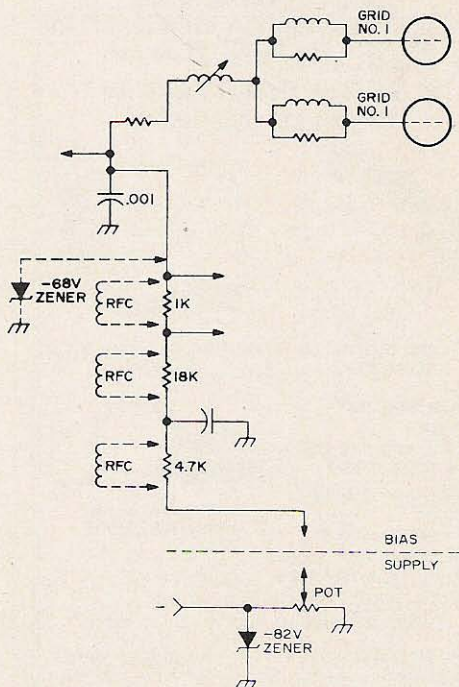 GRID
NO. 1
GRID
NO. 1
.001
-68V
ZENER
RFC
1K
RFC
18K
RFC
4.7K
BIAS
SUPPLY
POT
-
-82V
ZENER